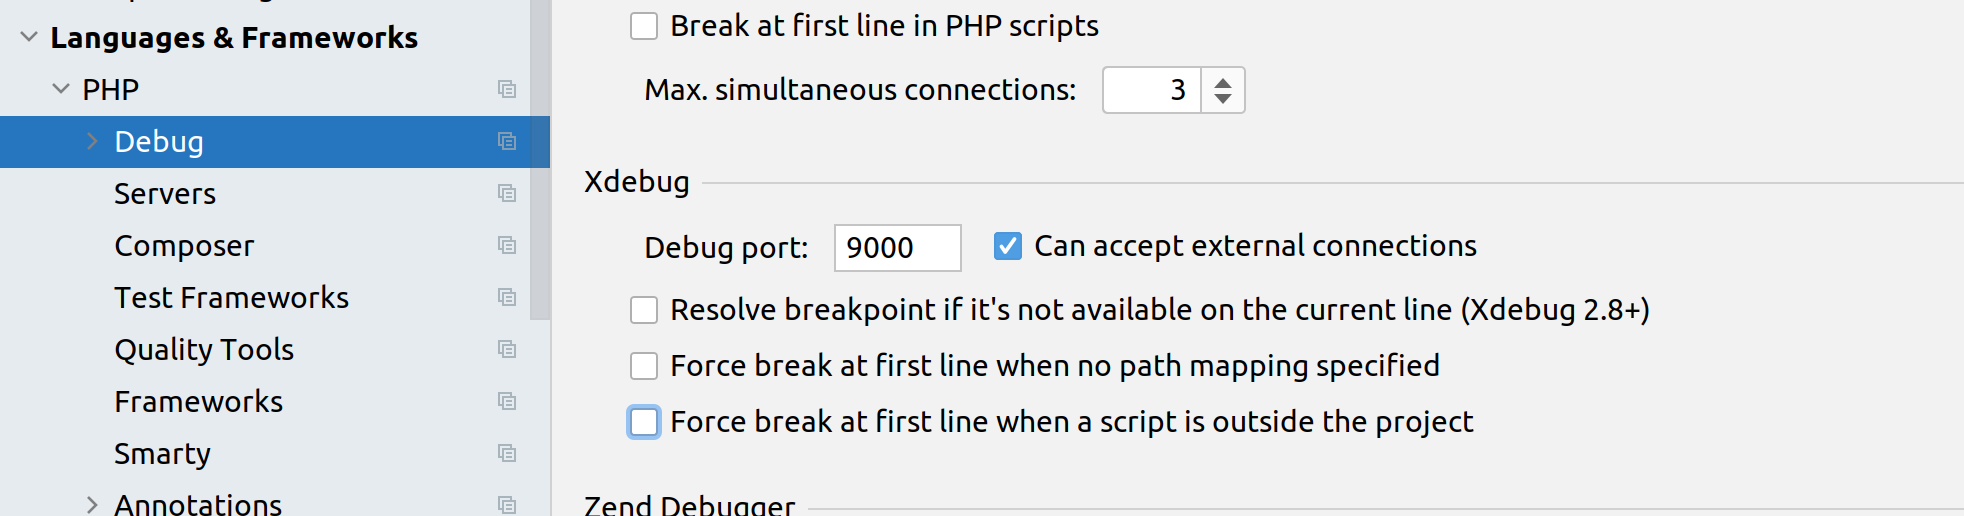 Languages & Frameworks
PHP
Debug
Servers
Composer
Test Frameworks
Quality Tools
Frameworks
Smarty
Annotations
Break at first line in PHP scripts
Max. simultaneous connections: 3
Xdebug
Debug port: 9000 Can accept external connections
Resolve breakpoint if it's not available on the current line (Xdebug 2.8+)
Force break at first line when no path mapping specified
Force break at first line when a script is outside the project
Zend Debugger